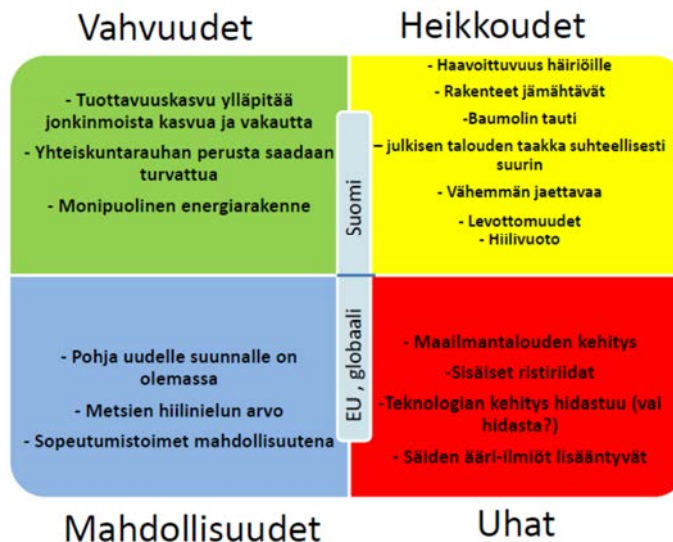 Vahvuudet
Heikkoudet
- Tuottavuuskasvu ylläpitää
jonkinmoista kasvua ja vakautta
- Yhteiskuntarauhan perusta saadaan
turvattua
- Monipuolinen energiarakenne
Suomi
- Haavoittuvuus häiriöille
- Rakenteet jämähtävät
-Baumolin tauti
– julkisen talouden taakka suhteellisesti
suurin
- Vähemmän jaettavaa
- Levottomuudet
- Hiilivuoto
- Pohja uudelle suunnalle on
olemassa
- Metsien hiilinielun arvo
- Sopeutumistoimet mahdollisuutena
EU , globaali
- Maailmantalouden kehitys
-Sisäiset ristiriidat
-Teknologian kehitys hidastuu (vai
hidasta?)
- Säiden ääri-ilmiöt lisääntyvät
Mahdollisuudet
Uhat